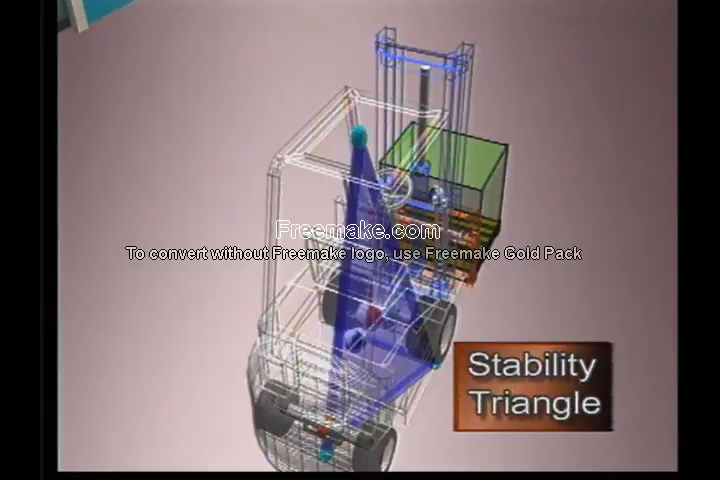 Freemake.com
To convert without Freemake logo, use Freemake Gold Pack
Stability
Triangle